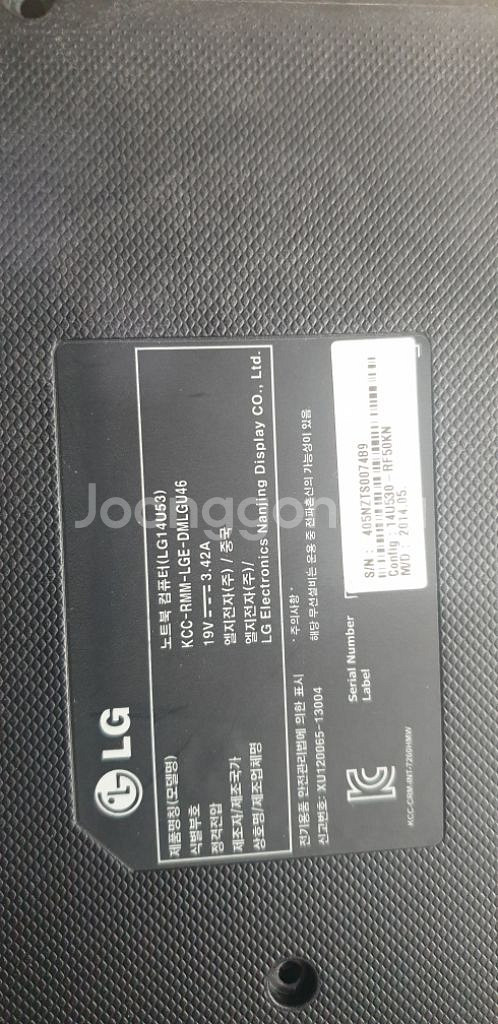 LG
제품명칭(모델명) 노트북 컴퓨터(LG14U53)
식별부호 KCC-RMM-LGE-DMLGU46
정격전압 19V 3.42A
제조자/제조국가 엘지전자(주) / 중국
상호명/제조업체명 엘지전자(주)/
LG Electronics Nanjing Display CO., Ltd.
전기용품 안전관리법에 의한 표시
신고번호: XU120065-13004
*주의사항*
해당 무선설비는 운용 중 전파혼신의 가능성이 있음
Serial Number
Label
S/N : 405NZTS007489
Config : 14U530 - RF50KN
M/D : 2014.05.
KCC-CRM-INT-7260HMW
Joonggonara